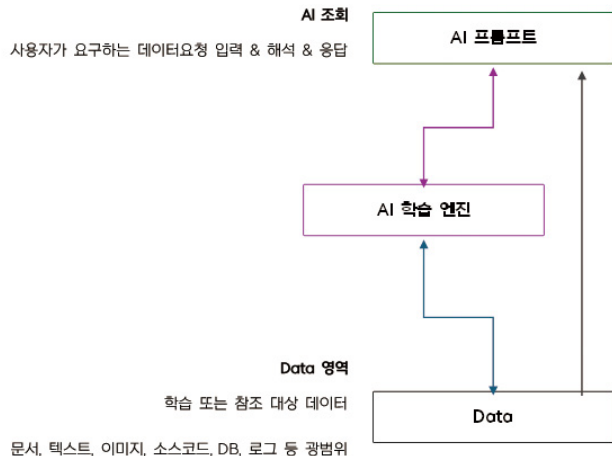 AI 조회
사용자가 요구하는 데이터요청 입력 & 해석 & 응답
AI 프롬프트
AI 학습 엔진
Data 영역
학습 또는 참조 대상 데이터
문서, 텍스트, 이미지, 소스코드, DB, 로그 등 광범위
Data